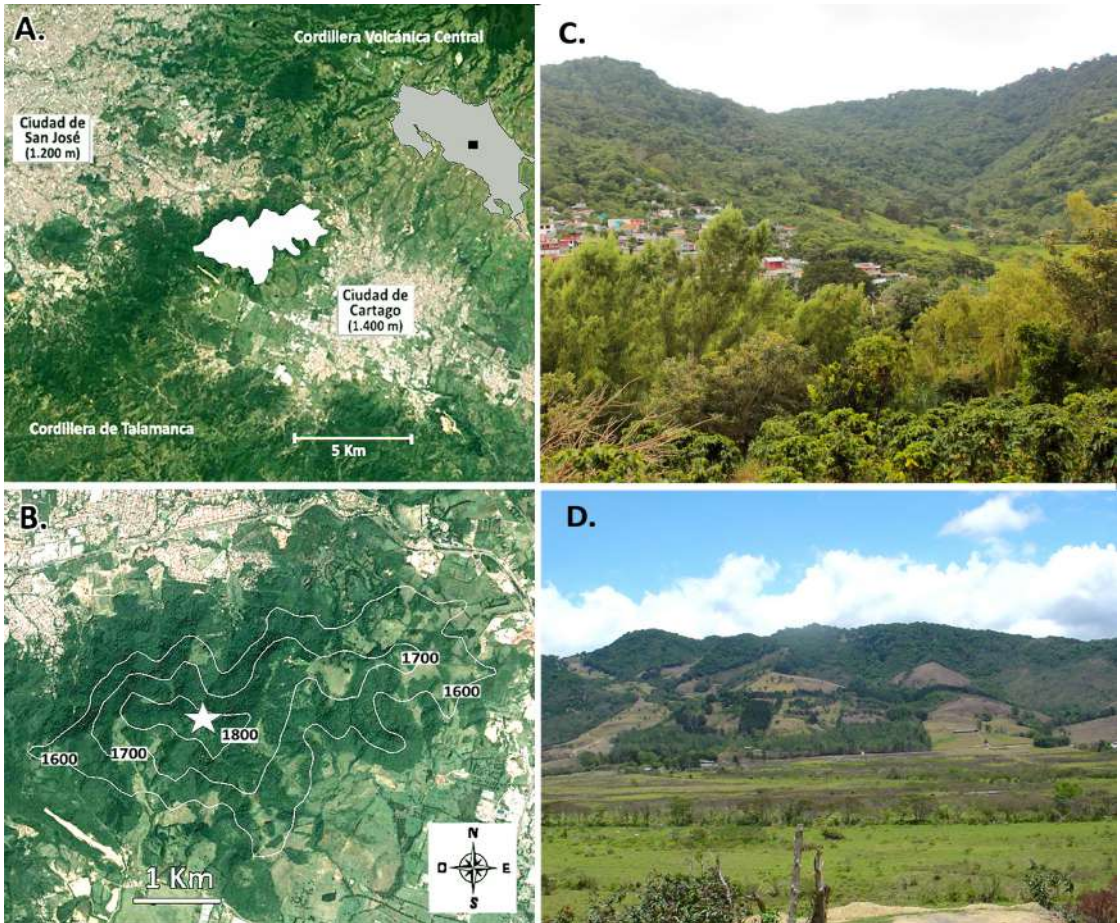 A.
Cordillera Volcánica Central
Ciudad de
San José
(1.200 m)
Ciudad de
Cartago
(1.400 m)
Cordillera de Talamanca
5 Km
B.
1700
1600
1800
1700
1600
N
O
E
S
1 Km
C.
D.